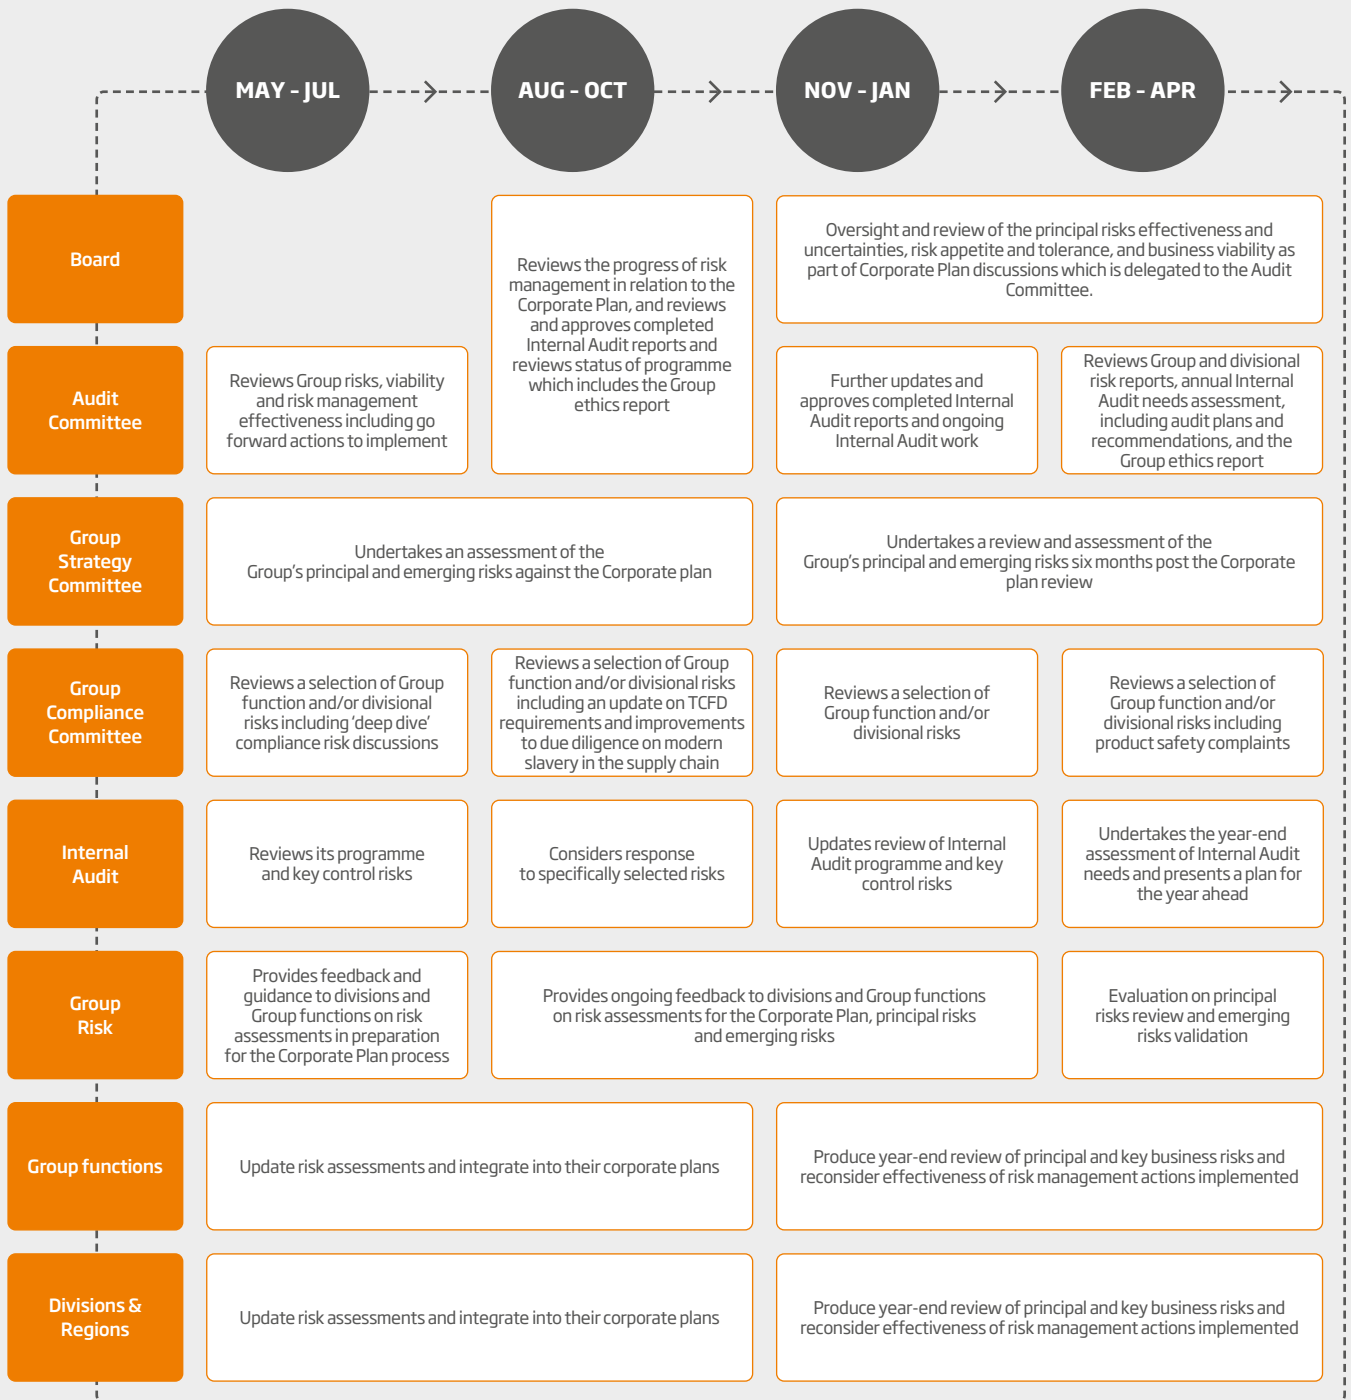 MAY – JUL
AUG – OCT
NOV – JAN
FEB – APR
Board
Reviews the progress of risk
management in relation to the
Corporate Plan, and reviews
and approves completed
Internal Audit reports and
reviews status of programme
which includes the Group
ethics report
Oversight and review of the principal risks effectiveness and
uncertainties, risk appetite and tolerance, and business viability as
part of Corporate Plan discussions which is delegated to the Audit
Committee.
Audit
Committee
Reviews Group risks, viability
and risk management
effectiveness including go
forward actions to implement
Further updates and
approves completed Internal
Audit reports and ongoing
Internal Audit work
Reviews Group and divisional
risk reports, annual Internal
Audit needs assessment,
including audit plans and
recommendations, and the
Group ethics report
Group
Strategy
Committee
Undertakes an assessment of the
Group’s principal and emerging risks against the Corporate plan
Undertakes a review and assessment of the
Group’s principal and emerging risks six months post the Corporate
plan review
Group
Compliance
Committee
Reviews a selection of Group
function and/or divisional
risks including ‘deep dive’
compliance risk discussions
Reviews a selection of Group
function and/or divisional risks
including an update on TCFD
requirements and improvements
to due diligence on modern
slavery in the supply chain
Reviews a selection of
Group function and/or
divisional risks
Reviews a selection of
Group function and/or
divisional risks including
product safety complaints
Internal
Audit
Reviews its programme
and key control risks
Considers response
to specifically selected risks
Updates review of Internal
Audit programme and key
control risks
Undertakes the year-end
assessment of Internal Audit
needs and presents a plan for
the year ahead
Group
Risk
Provides feedback and
guidance to divisions and
Group functions on risk
assessments in preparation
for the Corporate Plan process
Provides ongoing feedback to divisions and Group functions
on risk assessments for the Corporate Plan, principal risks
and emerging risks
Evaluation on principal
risks review and emerging
risks validation
Group functions
Update risk assessments and integrate into their corporate plans
Produce year-end review of principal and key business risks and
reconsider effectiveness of risk management actions implemented
Divisions &
Regions
Update risk assessments and integrate into their corporate plans
Produce year-end review of principal and key business risks and
reconsider effectiveness of risk management actions implemented